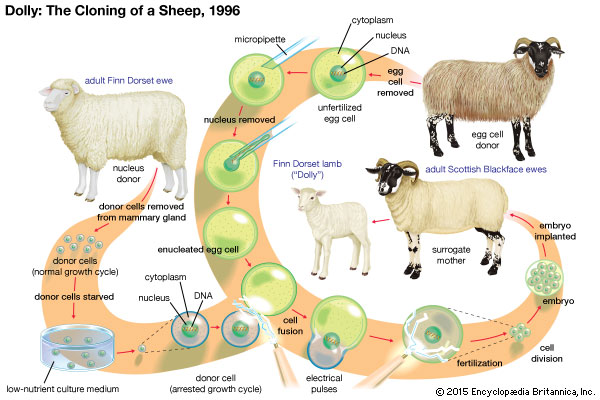 Dolly: The Cloning of a Sheep, 1996
cytoplasm
nucleus
DNA
micropipette
egg
cell
removed
unfertilized
egg cell
egg cell
donor
adult Finn Dorset ewe
nucleus
donor
nucleus removed
donor cells removed
from mammary gland
Finn Dorset lamb
("Dolly")
adult Scottish Blackface ewes
surrogate
mother
embryo
implanted
embryo
enucleated egg cell
donor cells
(normal growth cycle)
donor cells starved
cytoplasm
nucleus
DNA
cell
fusion
low-nutrient culture medium
donor cell
(arrested growth cycle)
electrical
pulses
fertilization
cell
division
© 2015 Encyclopædia Britannica, Inc.